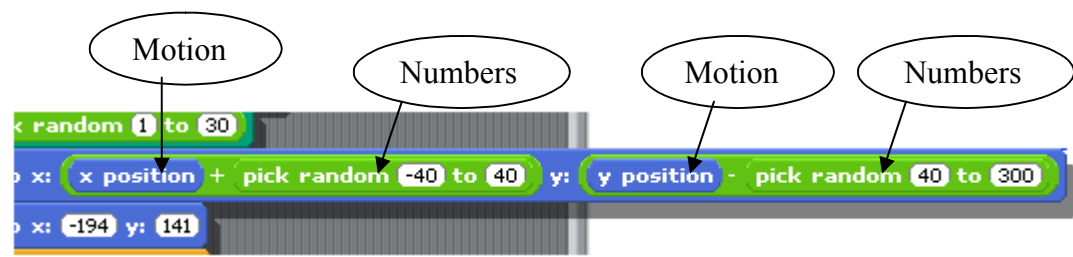 Motion Numbers Motion Numbers
k random 1 to 30
o x: x position + pick random -40 to 40 y: y position - pick random 40 to 300
o x: -194 y: 141